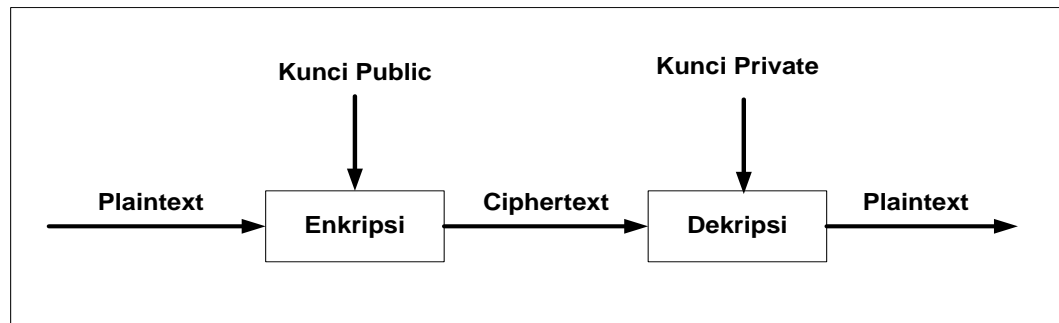 Kunci Public
Kunci Private
Plaintext
Enkripsi
Ciphertext
Dekripsi
Plaintext